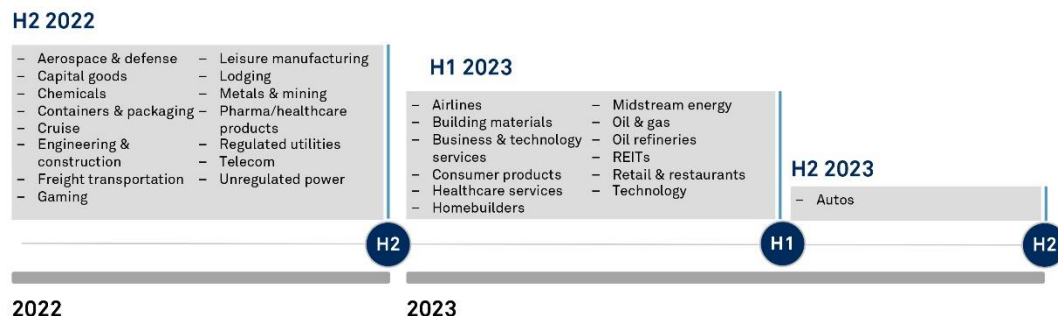 H2 2022
– Aerospace & defense
– Capital goods
– Chemicals
– Containers & packaging
– Cruise
– Engineering &
construction
– Freight transportation
– Gaming
– Leisure manufacturing
– Lodging
– Metals & mining
– Pharma/healthcare
products
– Regulated utilities
– Telecom
– Unregulated power
H1 2023
– Airlines
– Building materials
– Business & technology
services
– Consumer products
– Healthcare services
– Homebuilders
– Midstream energy
– Oil & gas
– Oil refineries
– REITs
– Retail & restaurants
– Technology
H2 2023
– Autos
H2
H1
H2
2022
2023